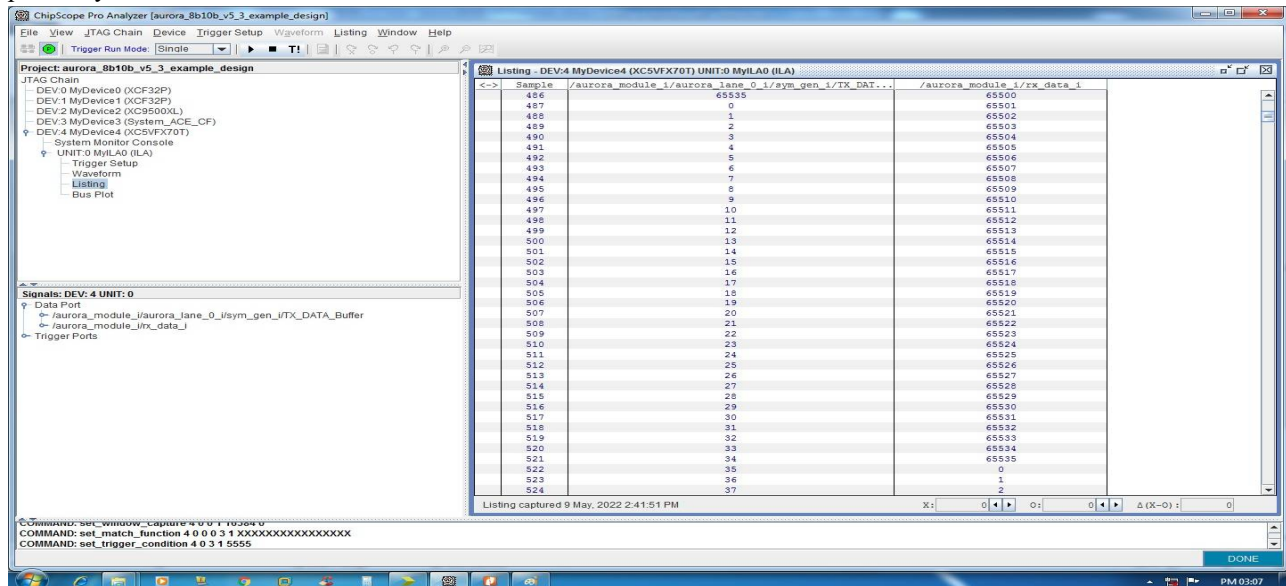 ChipScope Pro Analyzer [aurora_8b10b_v5_3_example_design]
File View JTAG Chain Device Trigger Setup Waveform Listing Window Help
Trigger Run Mode: Single T!
Project: aurora_8b10b_v5_3_example_design
JTAG Chain
DEV:0 MyDevice0 (XCF32P)
DEV:1 MyDevice1 (XCF32P)
DEV:2 MyDevice2 (XC9500XL)
DEV:3 MyDevice3 (System_ACE_CF)
DEV:4 MyDevice4 (XC5VFX70T)
System Monitor Console
UNIT:0 MyILA0 (ILA)
Trigger Setup
Waveform
Listing
Bus Plot
Signals: DEV: 4 UNIT: 0
Data Port
/aurora_module_i/aurora_lane_0_i/sym_gen_i/TX_DATA_Buffer
/aurora_module_i/rx_data_i
Trigger Ports
Listing - DEV:4 MyDevice4 (XC5VFX70T) UNIT:0 MyILA0 (ILA)
<-> Sample /aurora_module_i/aurora_lane_0_i/sym_gen_i/TX_DAT... /aurora_module_i/rx_data_i
486 65535 65500
487 0 65501
488 1 65502
489 2 65503
490 3 65504
491 4 65505
492 5 65506
493 6 65507
494 7 65508
495 8 65509
496 9 65510
497 10 65511
498 11 65512
499 12 65513
500 13 65514
501 14 65515
502 15 65516
503 16 65517
504 17 65518
505 18 65519
506 19 65520
507 20 65521
508 21 65522
509 22 65523
510 23 65524
511 24 65525
512 25 65526
513 26 65527
514 27 65528
515 28 65529
516 29 65530
517 30 65531
518 31 65532
519 32 65533
520 33 65534
521 34 65535
522 35 0
523 36 1
524 37 2
Listing captured 9 May, 2022 2:41:51 PM X: 0 O: 0 Δ(X-O): 0
COMMAND: set_window_capture 4 0 0 1 16384 0
COMMAND: set_match_function 4 0 0 0 3 1 XXXXXXXXXXXXXXXX
COMMAND: set_trigger_condition 4 0 3 1 5555
DONE
PM 03:07